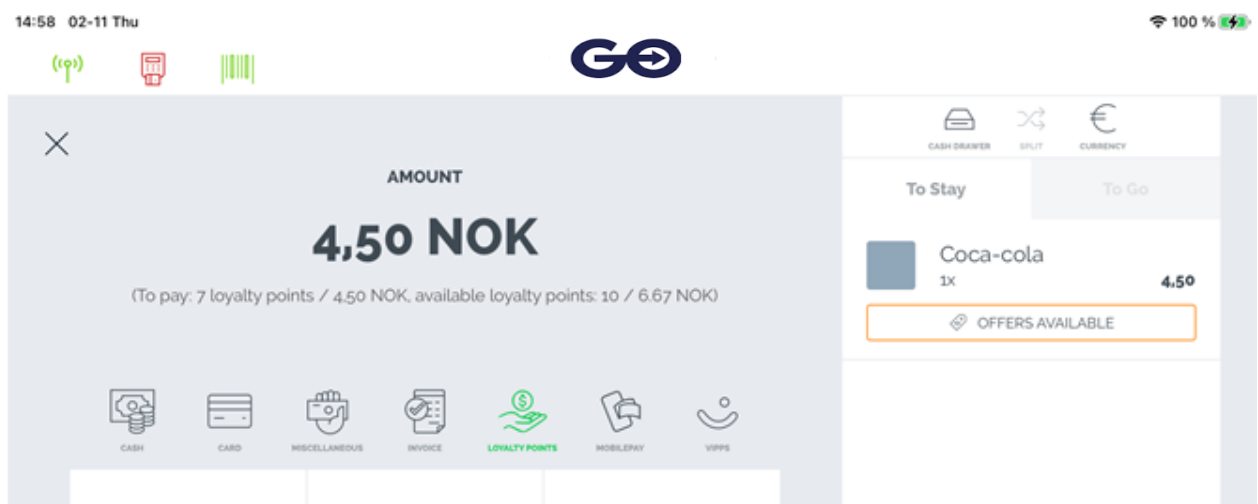 14:58 02-11 Thu
100 %
GO
AMOUNT
4,50 NOK
(To pay: 7 loyalty points / 4.50 NOK, available loyalty points: 10 / 6.67 NOK)
CASH
CARD
MISCELLANEOUS
INVOICE
LOYALTY POINTS
MOBILEPAY
VIPPS
CASH DRAWER
SPLIT
CURRENCY
To Stay
To Go
Coca-cola
1x
4,50
OFFERS AVAILABLE